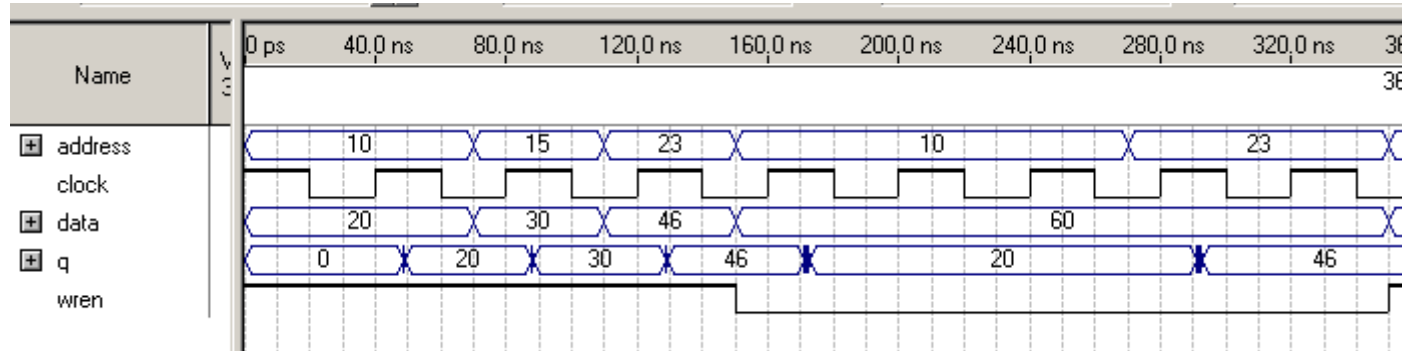 0 ps 40.0 ns 80.0 ns 120.0 ns 160.0 ns 200.0 ns 240.0 ns 280.0 ns 320.0 ns
Name
address 10 15 23 10 23
clock
data 20 30 46 60
q 0 20 30 46 20 46
wren